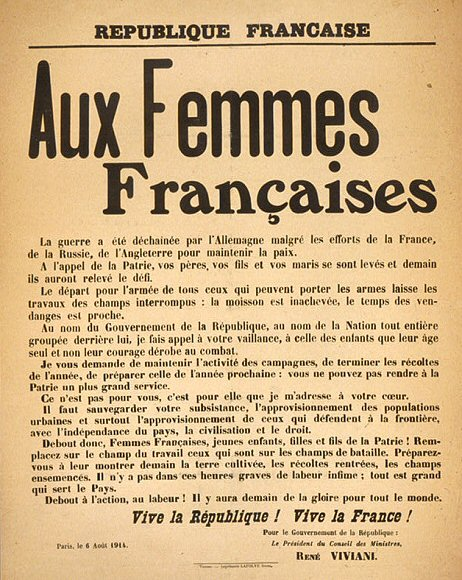 REPUBLIQUE FRANCAISE
Aux Femmes
Françaises
La guerre a été déchainée par l'Allemagne malgré les efforts de la France,
de la Russie, de l'Angleterre pour maintenir la paix.
A l'appel de la Patrie, vos pères, vos fils et vos maris se sont levés et demain
ils auront relevé le défi.
Le départ pour l'armée de tous ceux qui peuvent porter les armes laisse les
travaux des champs interrompus : la moisson est inachevée, le temps des ven-
danges est proche.
Au nom du Gouvernement de la République, au nom de la Nation tout entière
groupée derrière lui, je fais appel à votre vaillance, à celle des enfants que leur âge
seul et non leur courage dérobe au combat.
Je vous demande de maintenir l'activité des campagnes, de terminer les récoltes
de l'année, de préparer celle de l'année prochaine : vous ne pouvez pas rendre à la
Patrie un plus grand service.
Ce n'est pas pour vous, c'est pour elle que je m'adresse à votre cœur.
Il faut sauvegarder votre subsistance, l'approvisionnement des populations
urbaines et surtout l'approvisionnement de ceux qui défendent à la frontière,
avec l'indépendance du pays, la civilisation et le droit.
Debout donc, Femmes Françaises, jeunes enfants, filles et fils de la Patrie ! Rem-
placez sur le champ du travail ceux qui sont sur les champs de bataille. Préparez-
vous à leur montrer demain la terre cultivée, les récoltes rentrées, les champs
ensemencés. Il n'y a pas dans ces heures graves de labeur infime ; tout est grand
qui sert le Pays.
Debout à l'action, au labeur ! Il y aura demain de la gloire pour tout le monde.
Vive la République ! Vive la France !
Pour le Gouvernement de la République :
Paris, le 6 Août 1914.
Le Président du Conseil des Ministres,
RENÉ VIVIANI.